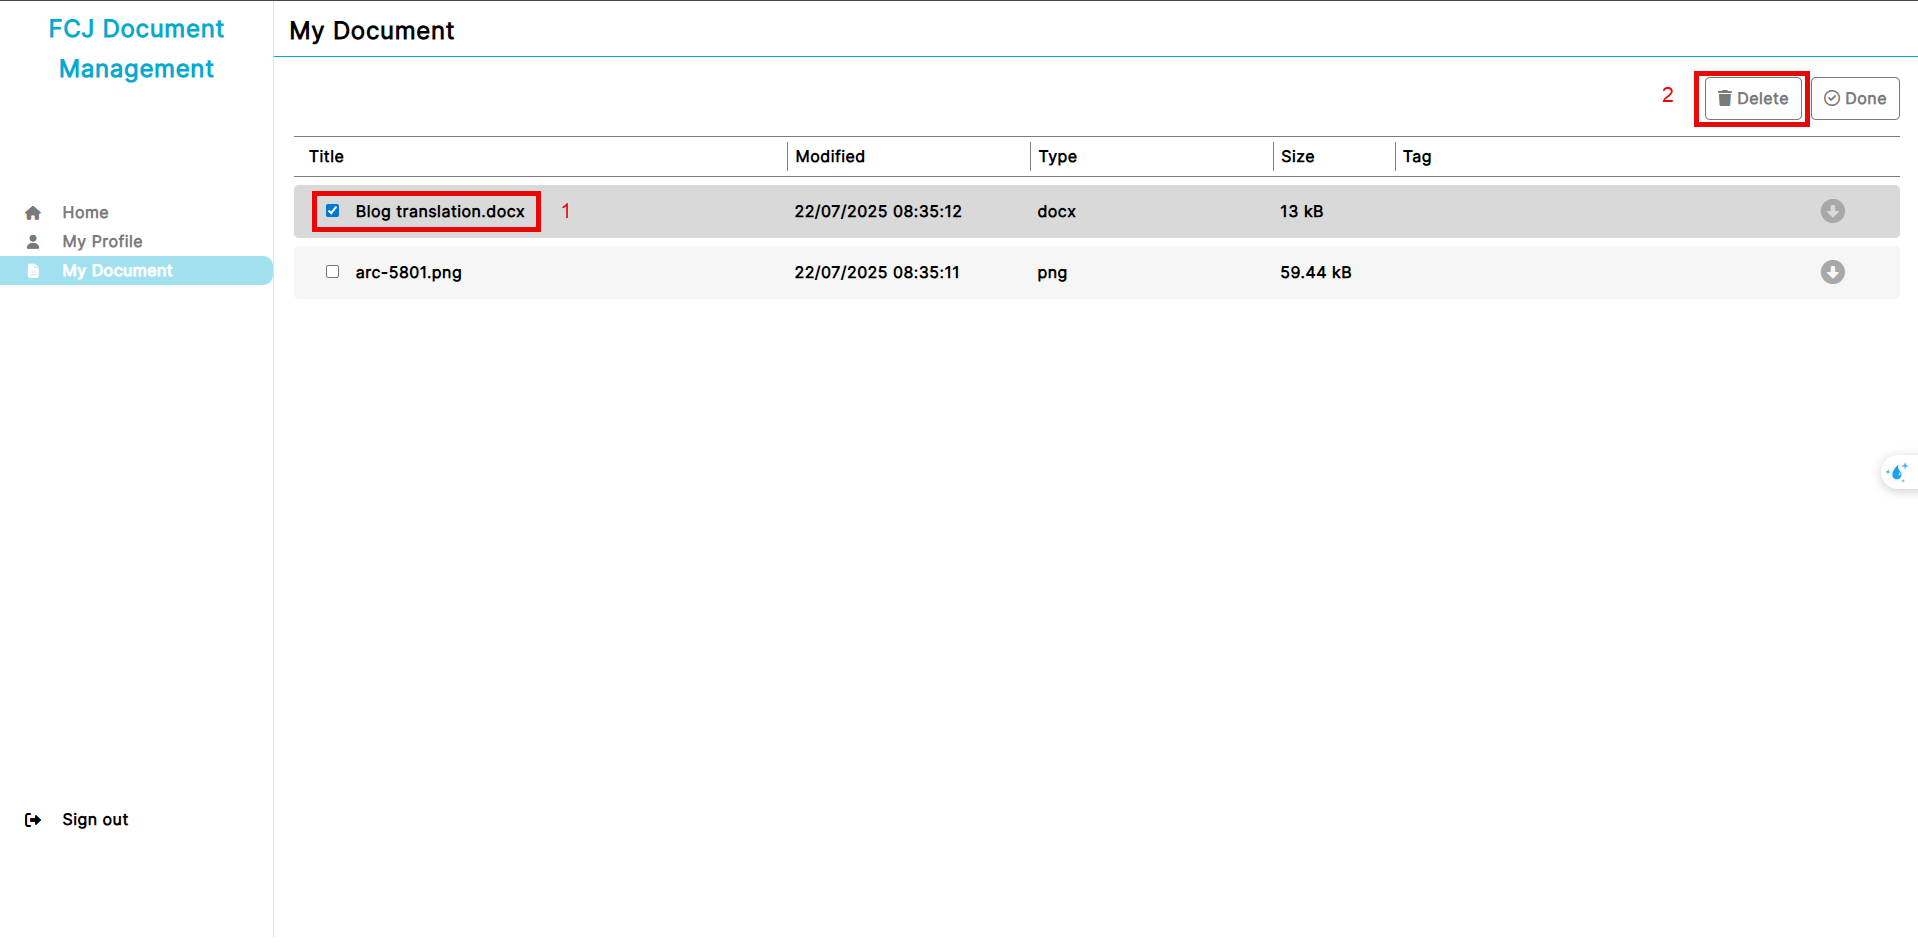 FCJ Document
Management
My Document
2
Delete
Done
Title
Modified
Type
Size
Tag
Blog translation.docx
1
22/07/2025 08:35:12
docx
13 kB
arc-5801.png
22/07/2025 08:35:11
png
59.44 kB
Home
My Profile
My Document
Sign out